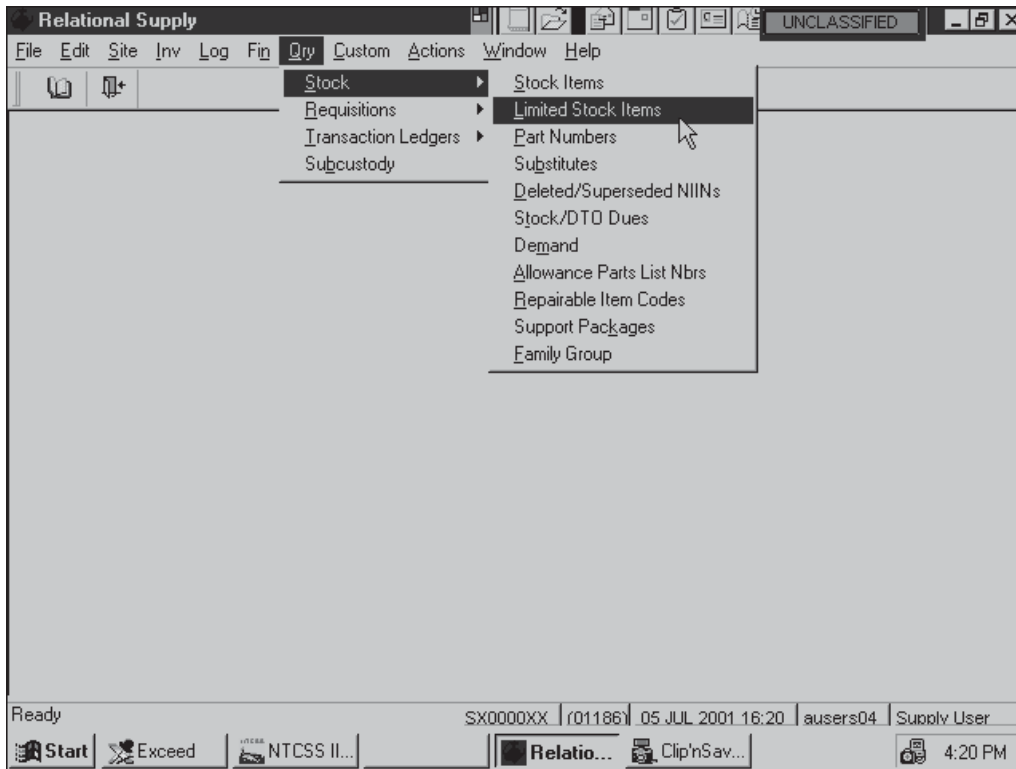 Relational Supply
UNCLASSIFIED
File Edit Site Inv Log Fin Qry Custom Actions Window Help
Stock
Requisitions
Transaction Ledgers
Subcustody
Stock Items
Limited Stock Items
Part Numbers
Substitutes
Deleted/Superseded NIINs
Stock/DTO Dues
Demand
Allowance Parts List Nbrs
Repairable Item Codes
Support Packages
Family Group
Ready
SX0000XX (01186) 05 JUL 2001 16:20 ausers04 Supply User
Start Exceed NTCSS II... Relatio... Clip'nSav... 4:20 PM